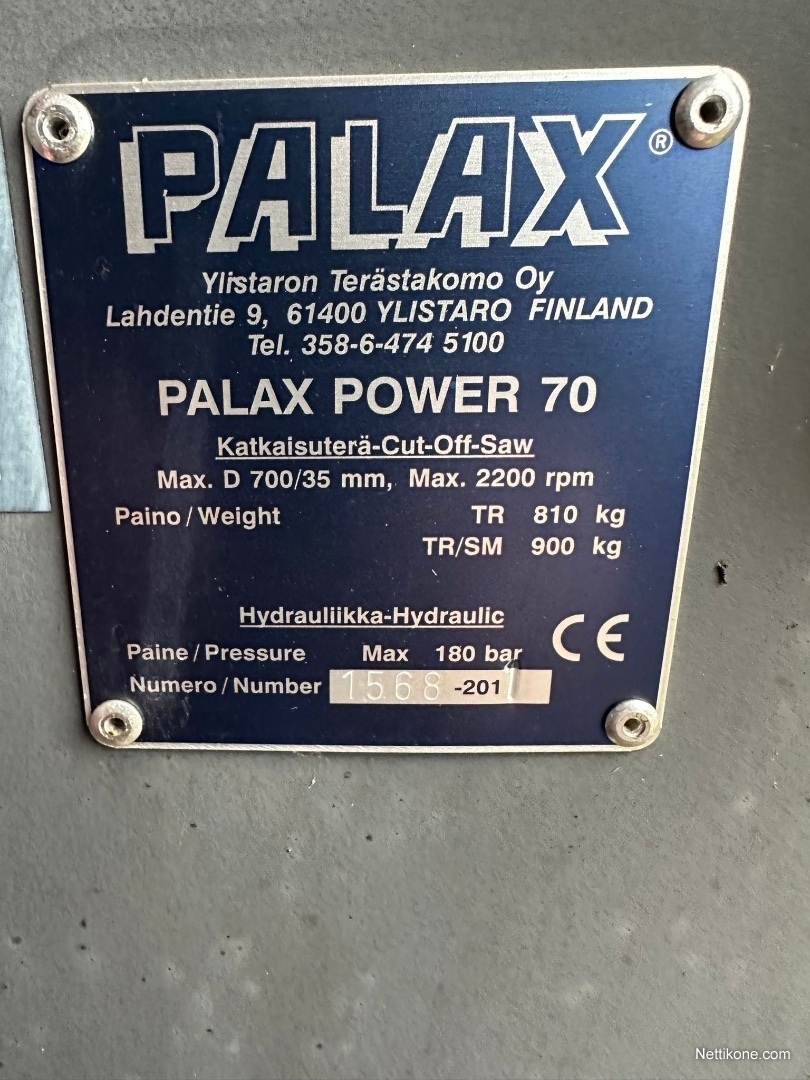 PALAX®
Ylistaron Terästakomo Oy
Lahdentie 9, 61400 YLISTARO FINLAND
Tel. 358-6-474 5100
PALAX POWER 70
Katkaisuterä-Cut-Off-Saw
Max. D 700/35 mm, Max. 2200 rpm
Paino / Weight TR 810 kg
TR/SM 900 kg
Hydrauliikka-Hydraulic
Paine / Pressure Max 180 bar CE
Numero / Number 1568 -201 1
Nettikone.com